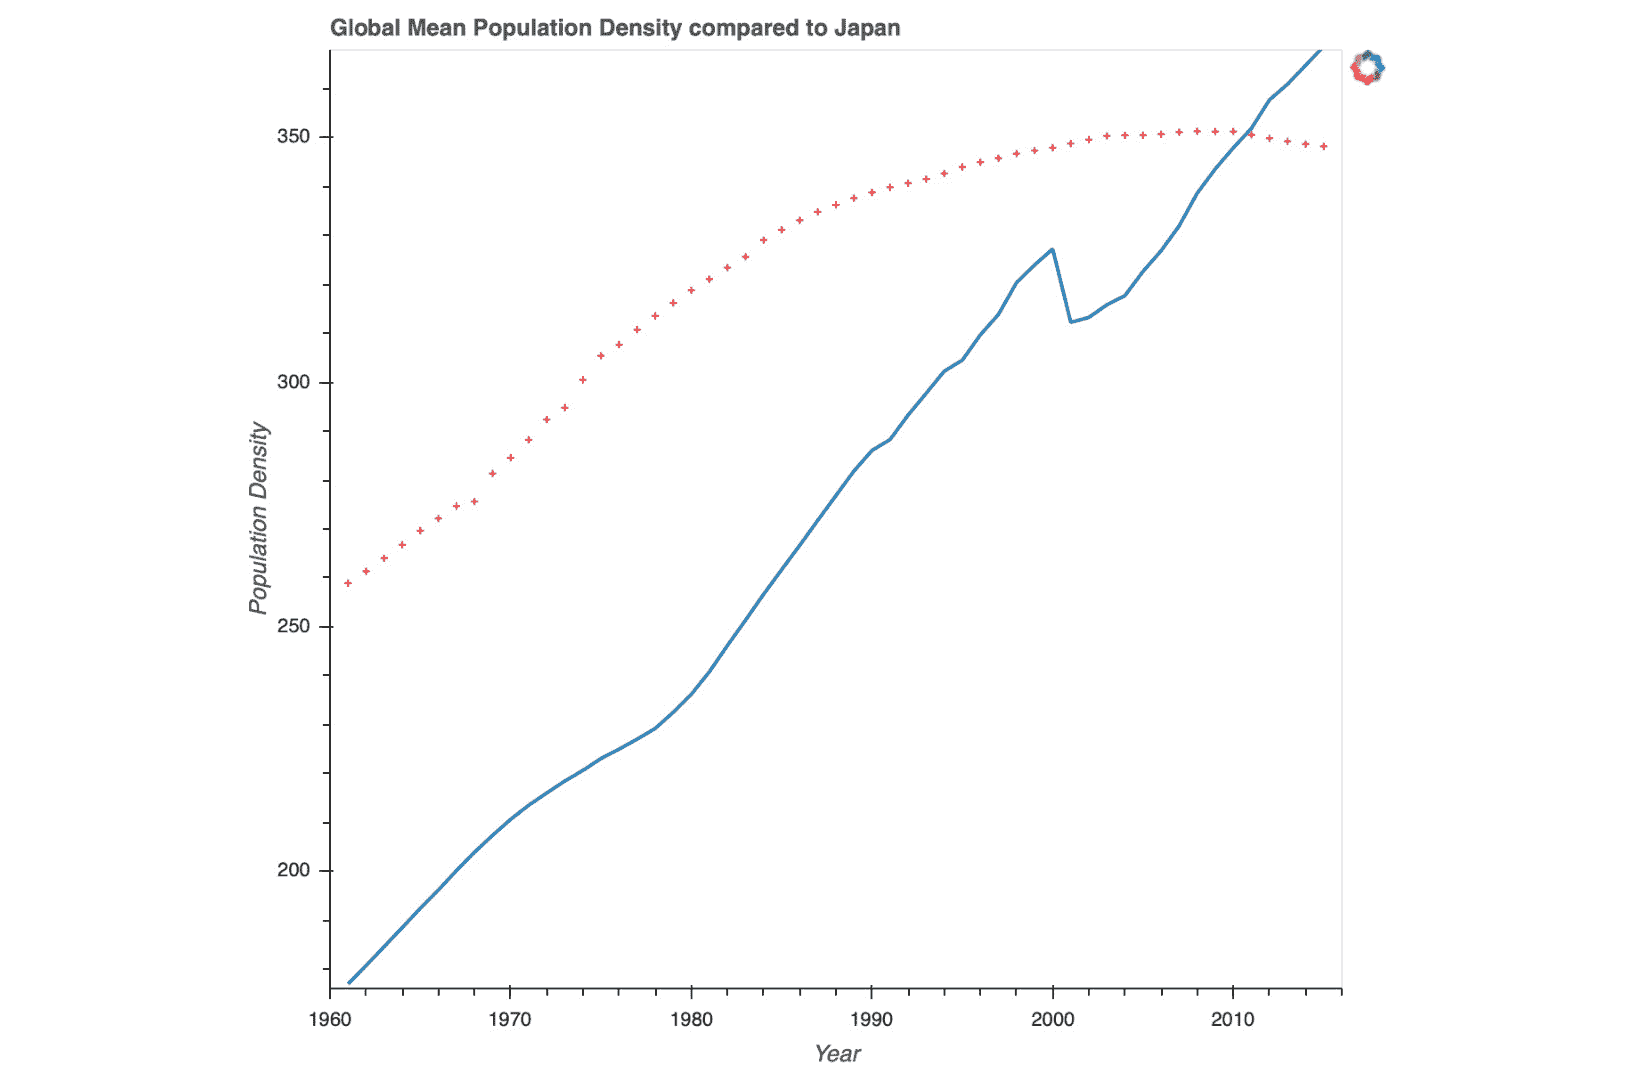 Global Mean Population Density compared to Japan
350
300
250
200
Population Density
1960 1970 1980 1990 2000 2010
Year